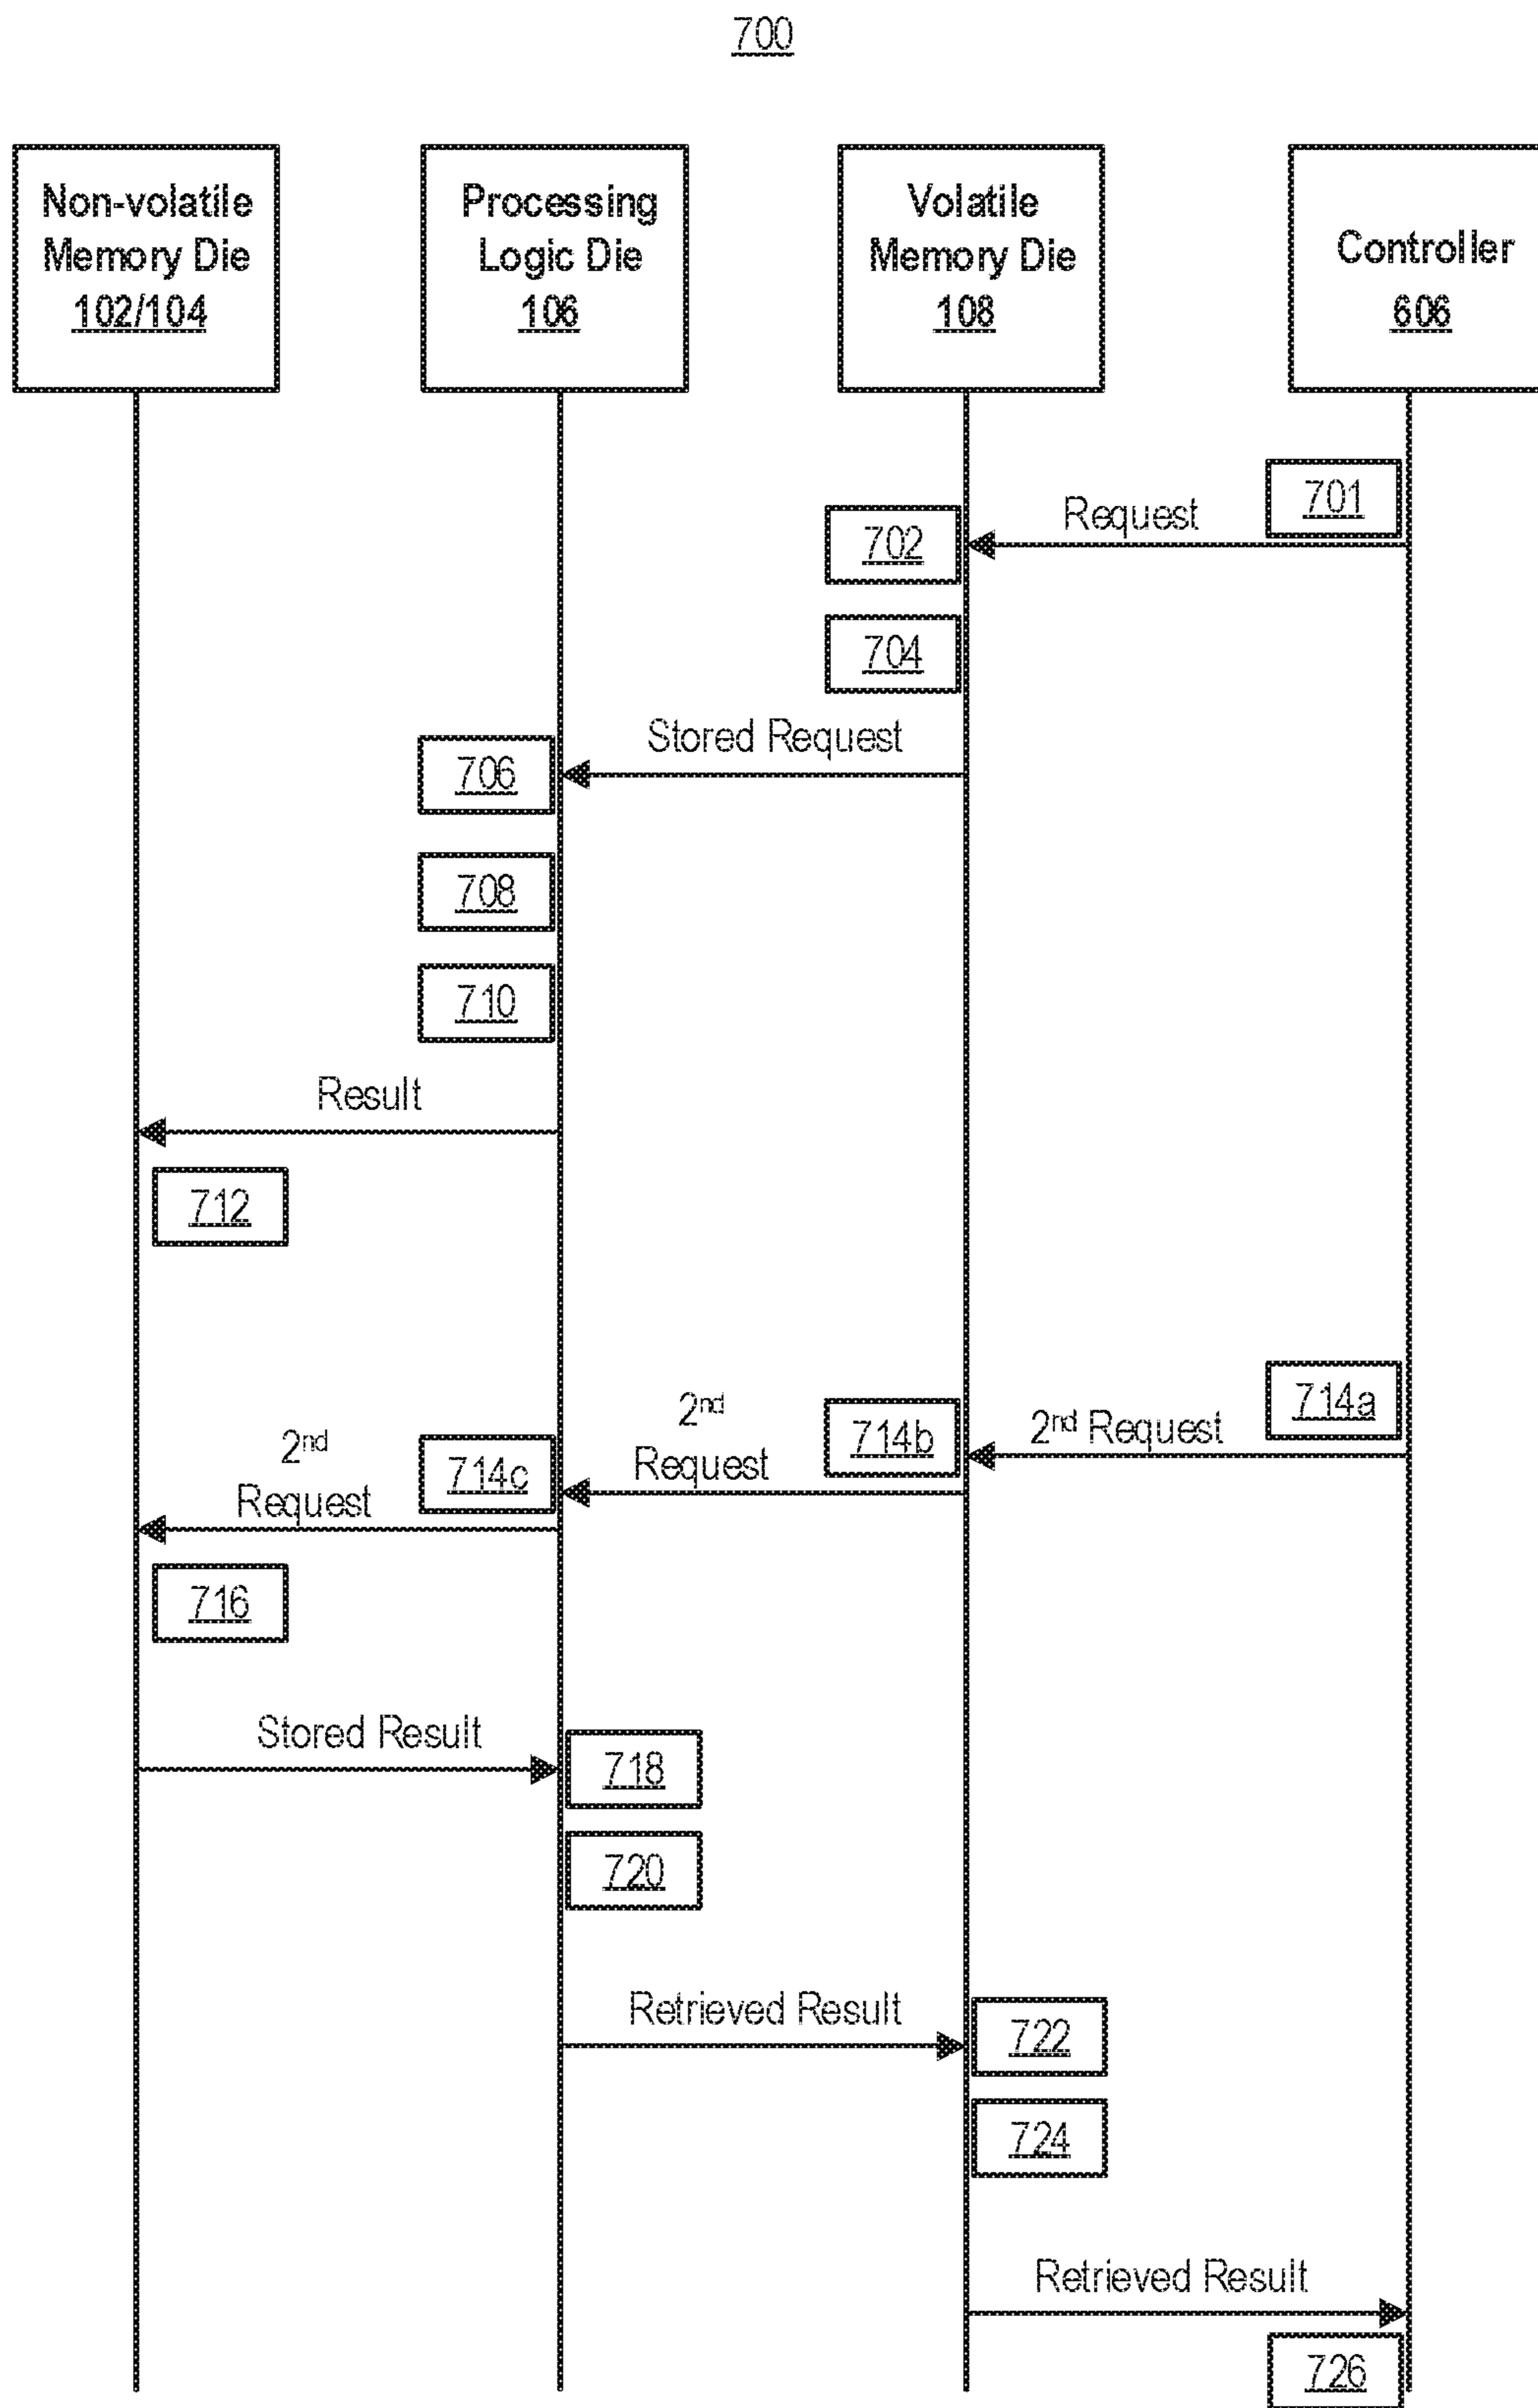 700
Non-volatile
Memory Die
102/104
Processing
Logic Die
106
Volatile
Memory Die
108
Controller
606
701
Request
702
704
Stored Request
706
708
710
Result
712
714a
2nd Request
714b
2nd
Request
714c
2nd
Request
716
Stored Result
718
720
Retrieved Result
722
724
Retrieved Result
726